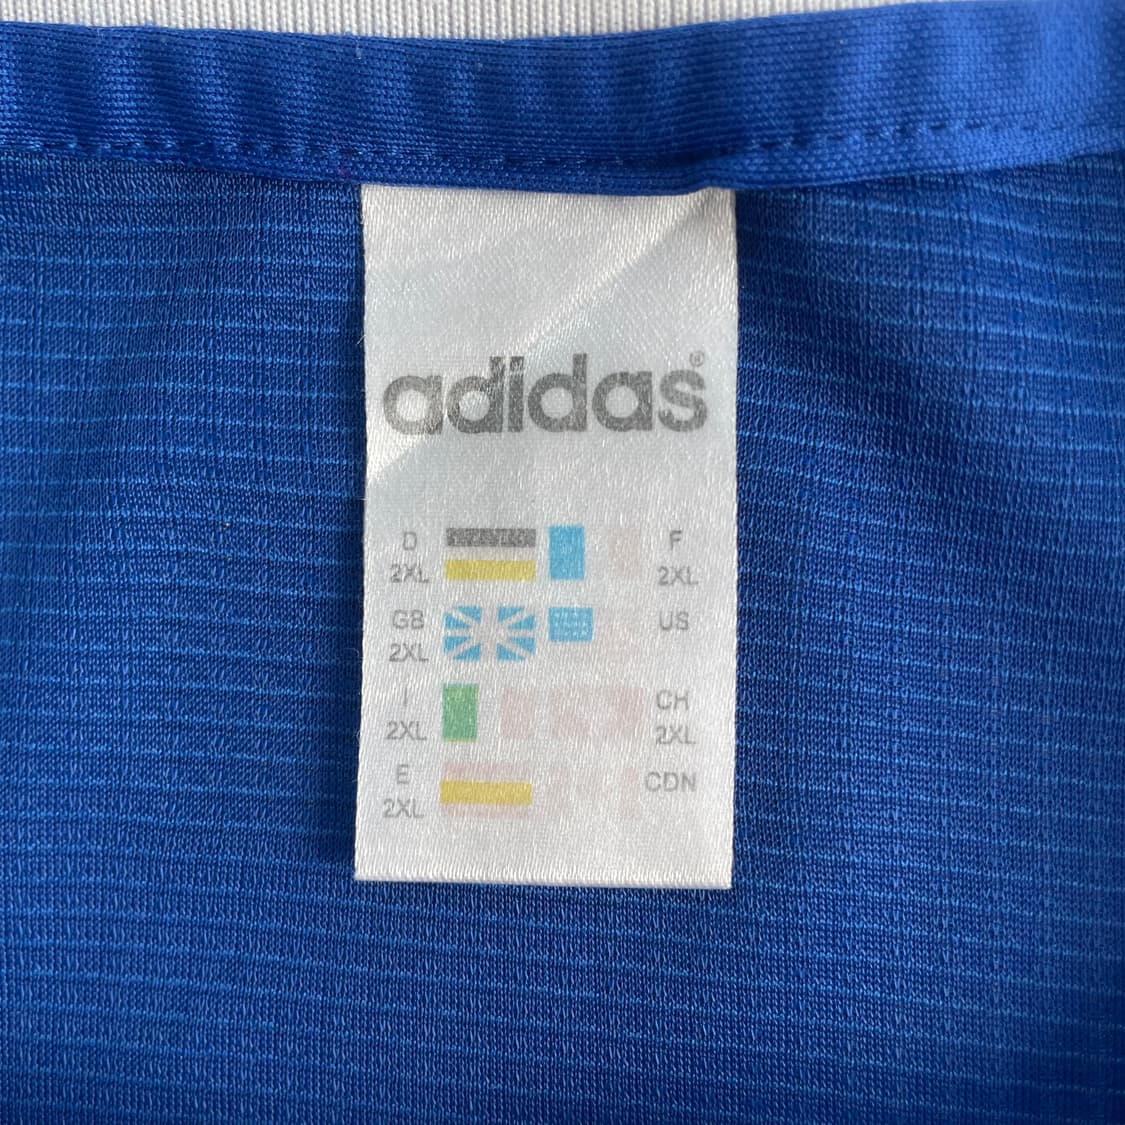 adidas®
D F
2XL 2XL
GB US
2XL
I CH
2XL 2XL
E CDN
2XL